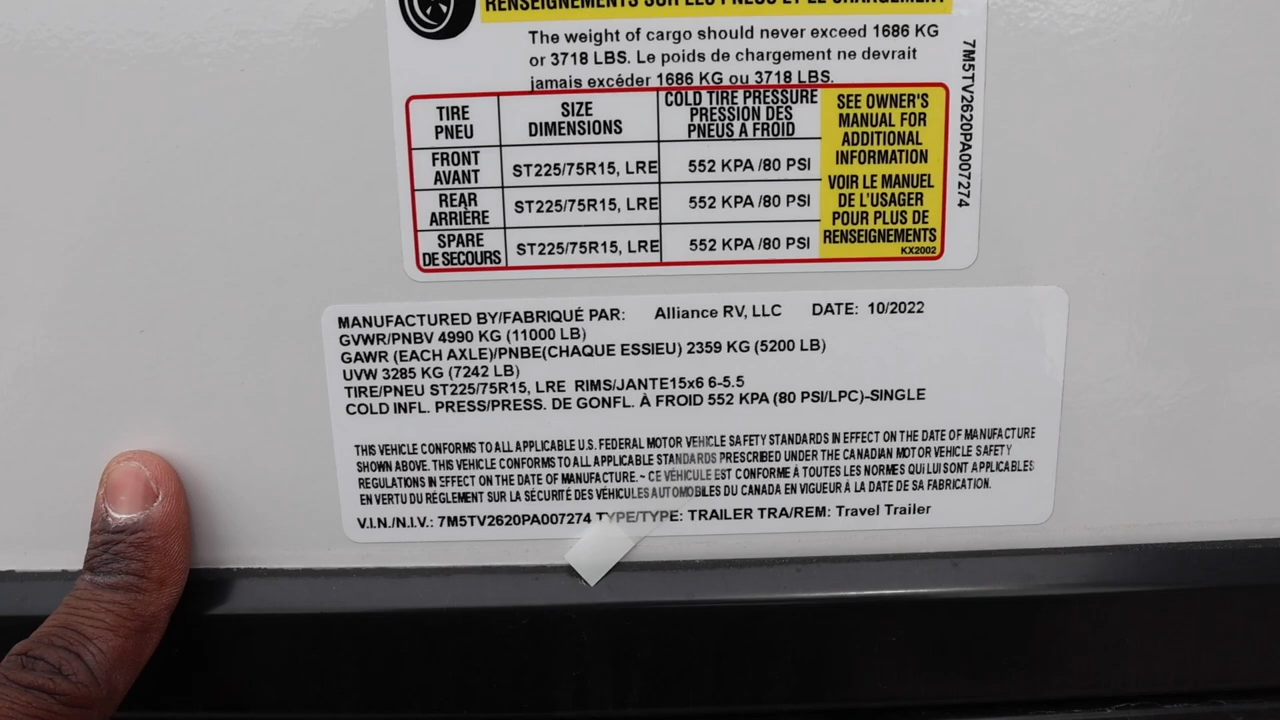 RENSEIGNEMENTS SUR LES PNEUS ET LE CHARGEMENT
The weight of cargo should never exceed 1686 KG
or 3718 LBS. Le poids de chargement ne devrait
jamais excéder 1686 KG ou 3718 LBS.
TIRE
PNEU
SIZE
DIMENSIONS
COLD TIRE PRESSURE
PRESSION DES
PNEUS A FROID
FRONT
AVANT
ST225/75R15, LRE
552 KPA /80 PSI
REAR
ARRIÈRE
ST225/75R15, LRE
552 KPA /80 PSI
SPARE
DE SECOURS
ST225/75R15, LRE
552 KPA /80 PSI
SEE OWNER'S
MANUAL FOR
ADDITIONAL
INFORMATION
VOIR LE MANUEL
DE L'USAGER
POUR PLUS DE
RENSEIGNEMENTS
KX2002
7M5TV2620PA007274
MANUFACTURED BY/FABRIQUÉ PAR: Alliance RV, LLC DATE: 10/2022
GVWR/PNBV 4990 KG (11000 LB)
GAWR (EACH AXLE)/PNBE(CHAQUE ESSIEU) 2359 KG (5200 LB)
UVW 3285 KG (7242 LB)
TIRE/PNEU ST225/75R15, LRE RIMS/JANTE15x6 6-5.5
COLD INFL. PRESS/PRESS. DE GONFL. À FROID 552 KPA (80 PSI/LPC)-SINGLE
THIS VEHICLE CONFORMS TO ALL APPLICABLE U.S. FEDERAL MOTOR VEHICLE SAFETY STANDARDS IN EFFECT ON THE DATE OF MANUFACTURE
SHOWN ABOVE. THIS VEHICLE CONFORMS TO ALL APPLICABLE STANDARDS PRESCRIBED UNDER THE CANADIAN MOTOR VEHICLE SAFETY
REGULATIONS IN EFFECT ON THE DATE OF MANUFACTURE. ~ CE VÉHICULE EST CONFORME À TOUTES LES NORMES QUI LUI SONT APPLICABLES
EN VERTU DU RÉGLEMENT SUR LA SÉCURITÉ DES VÉHICULES AUTOMOBILES DU CANADA EN VIGUEUR À LA DATE DE SA FABRICATION.
V.I.N./N.I.V.: 7M5TV2620PA007274 TYPE/TYPE: TRAILER TRA/REM: Travel Trailer